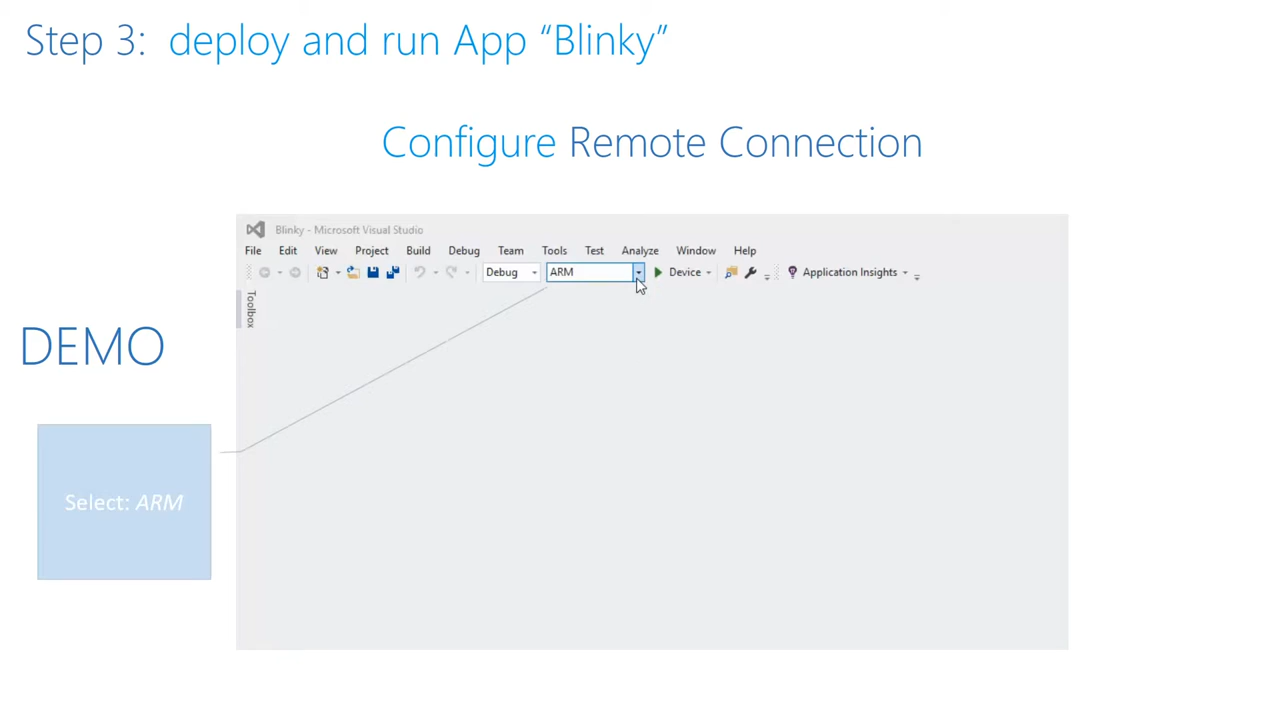 Step 3: deploy and run App “Blinky”
Configure Remote Connection
Blinky - Microsoft Visual Studio
File Edit View Project Build Debug Team Tools Test Analyze Window Help
Debug ARM Device Application Insights
Toolbox
DEMO
Select: ARM